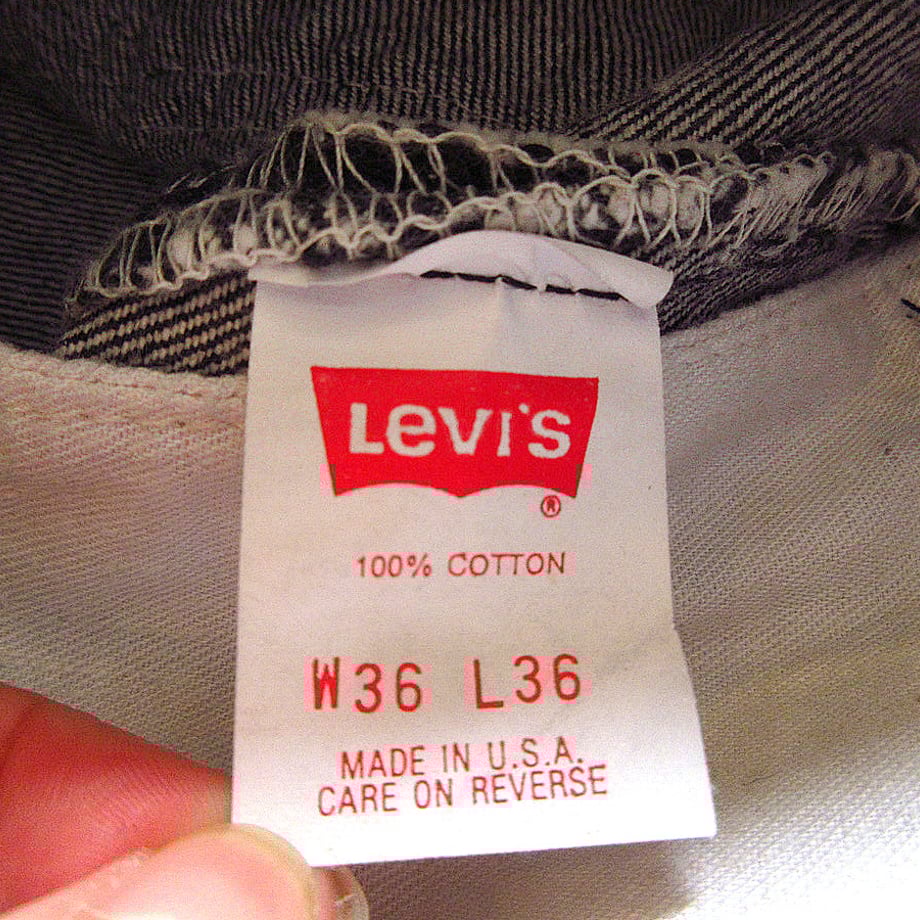 Levi's
®
100% COTTON
W36 L36
MADE IN U.S.A.
CARE ON REVERSE